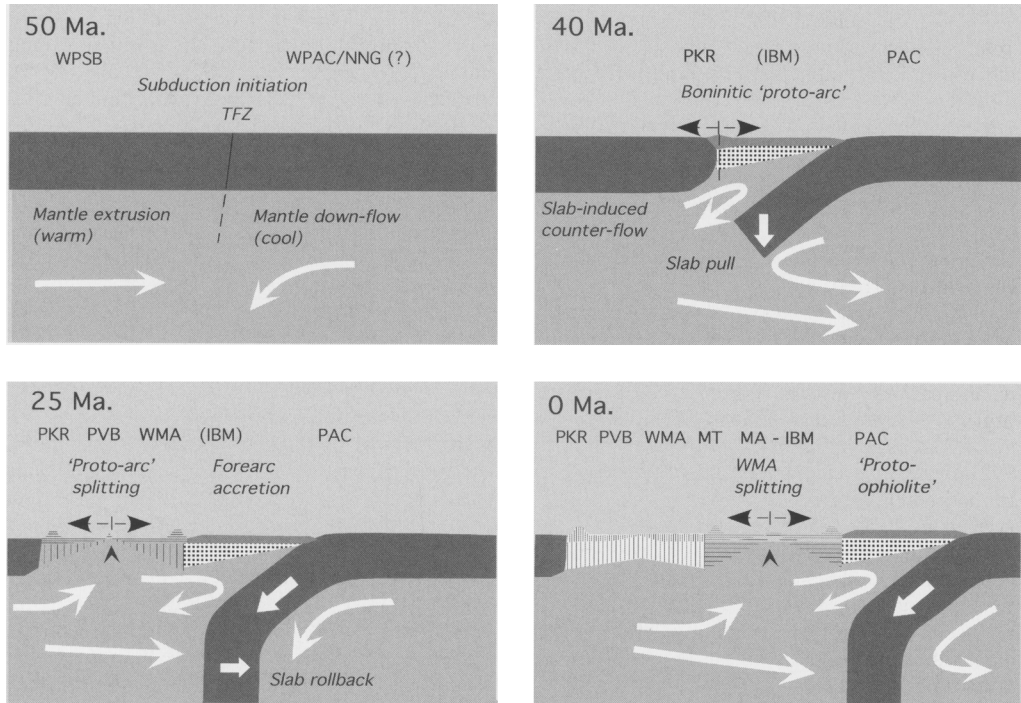 50 Ma.
WPSB WPAC/NNG (?)
Subduction initiation
TFZ
Mantle extrusion
(warm)
Mantle down-flow
(cool)
40 Ma.
PKR (IBM) PAC
Boninitic 'proto-arc'
Slab-induced
counter-flow
Slab pull
25 Ma.
PKR PVB WMA (IBM) PAC
'Proto-arc'
splitting
Forearc
accretion
Slab rollback
0 Ma.
PKR PVB WMA MT MA - IBM PAC
WMA
splitting
'Proto-
ophiolite'